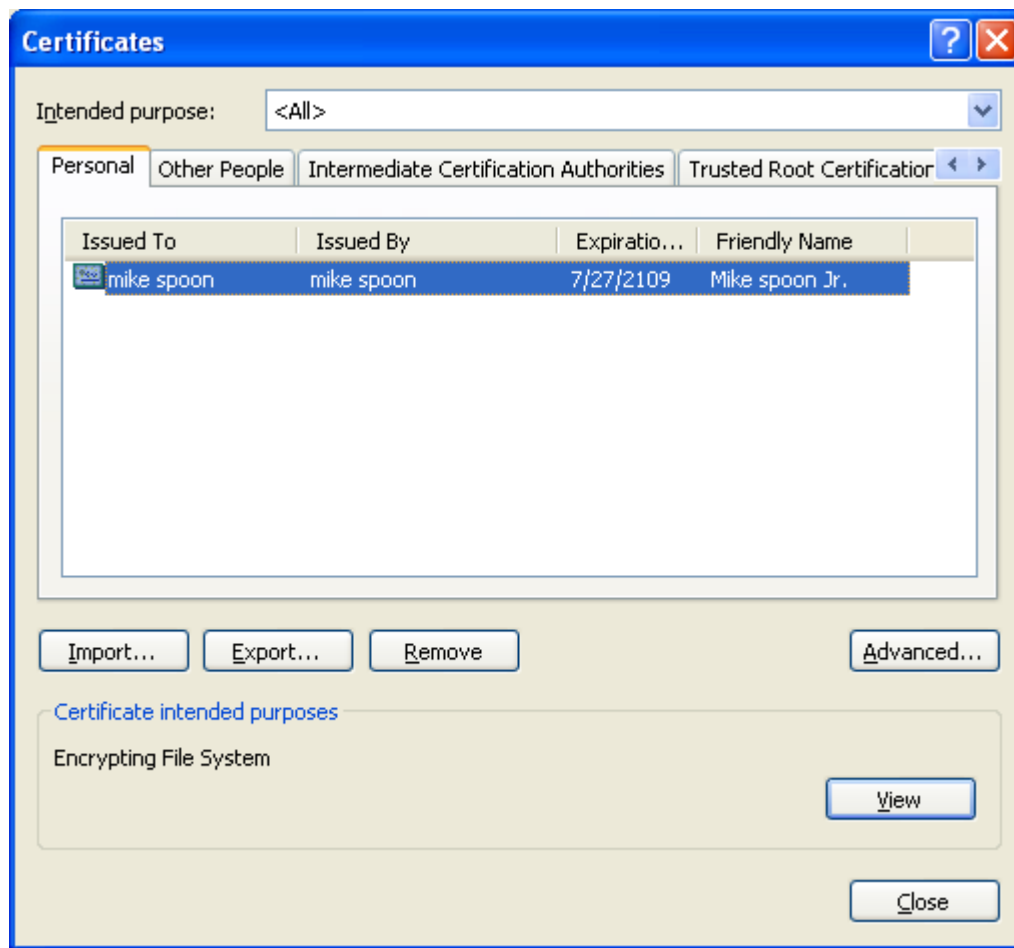 Certificates
Intended purpose: <All>
Personal Other People Intermediate Certification Authorities Trusted Root Certification
Issued To Issued By Expiratio... Friendly Name
mike spoon mike spoon 7/27/2109 Mike spoon Jr.
Import... Export... Remove Advanced...
Certificate intended purposes
Encrypting File System
View
Close